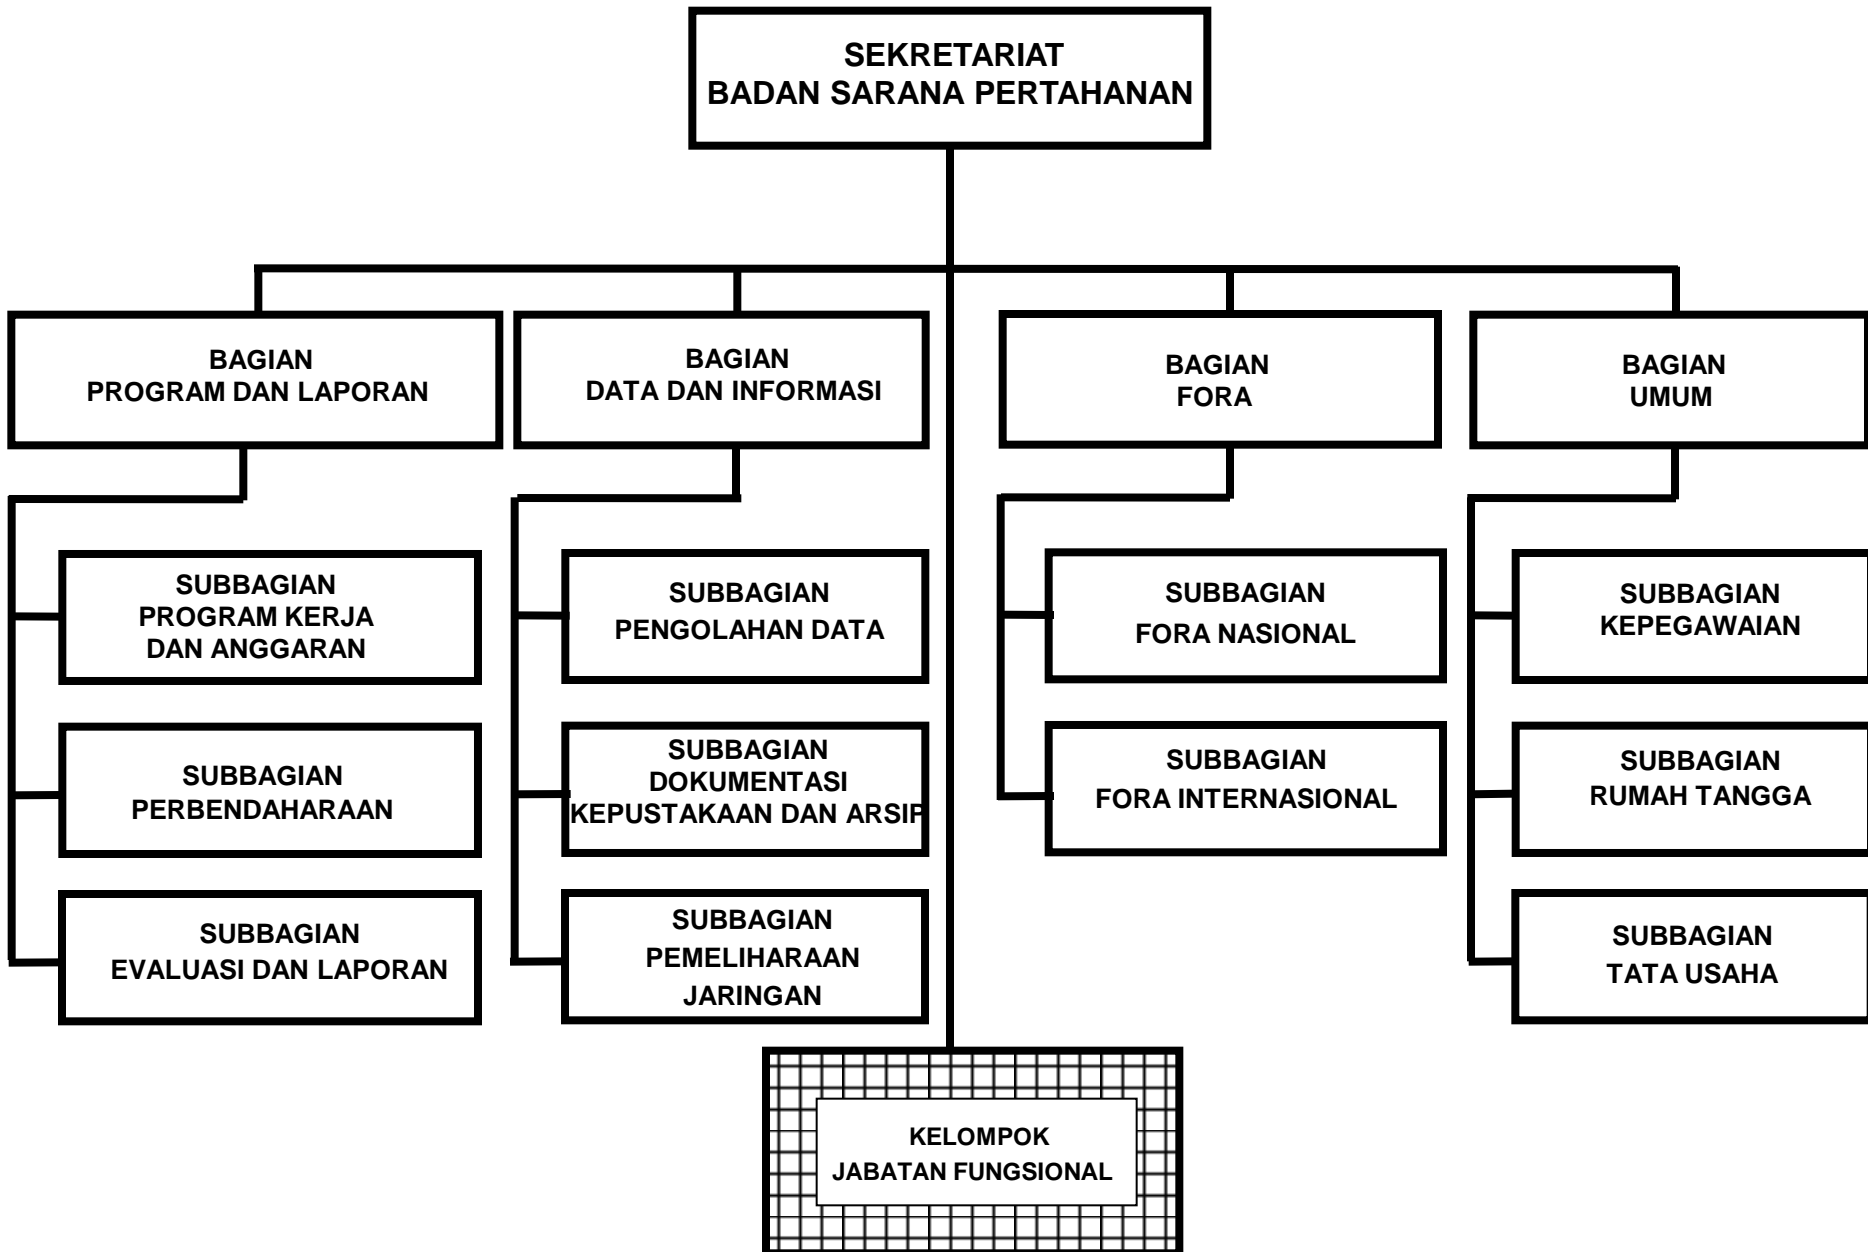 SEKRETARIAT
BADAN SARANA PERTAHANAN
BAGIAN
PROGRAM DAN LAPORAN
BAGIAN
DATA DAN INFORMASI
BAGIAN
FORA
BAGIAN
UMUM
SUBBAGIAN
PROGRAM KERJA
DAN ANGGARAN
SUBBAGIAN
PENGOLAHAN DATA
SUBBAGIAN
FORA NASIONAL
SUBBAGIAN
KEPEGAWAIAN
SUBBAGIAN
PERBENDAHARAAN
SUBBAGIAN
DOKUMENTASI
KEPUSTAKAAN DAN ARSIP
SUBBAGIAN
FORA INTERNASIONAL
SUBBAGIAN
RUMAH TANGGA
SUBBAGIAN
EVALUASI DAN LAPORAN
SUBBAGIAN
PEMELIHARAAN
JARINGAN
SUBBAGIAN
TATA USAHA
KELOMPOK
JABATAN FUNGSIONAL